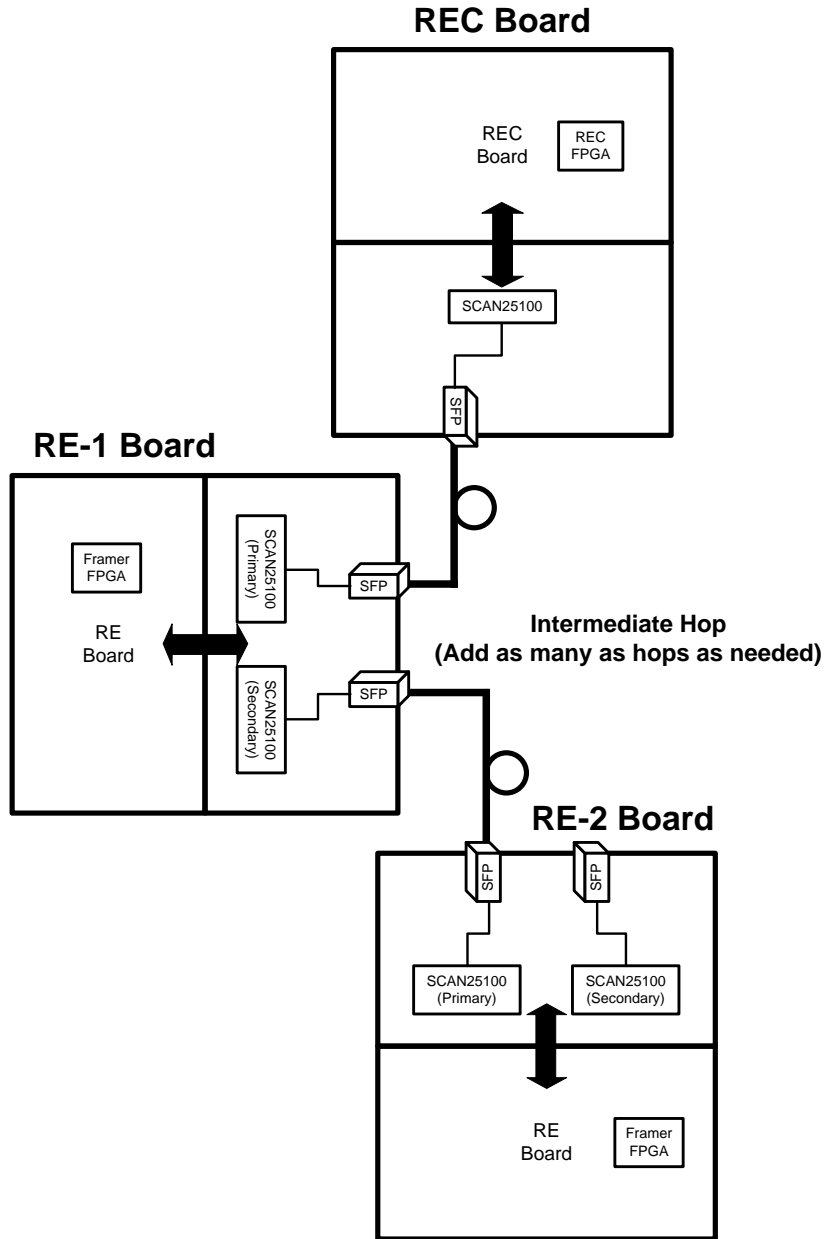 REC Board
REC
Board
REC
FPGA
SCAN25100
SFP
RE-1 Board
Framer
FPGA
RE
Board
SCAN25100
(Primary)
SFP
SCAN25100
(Secondary)
SFP
Intermediate Hop
(Add as many as hops as needed)
RE-2 Board
SFP
SFP
SCAN25100
(Primary)
SCAN25100
(Secondary)
RE
Board
Framer
FPGA